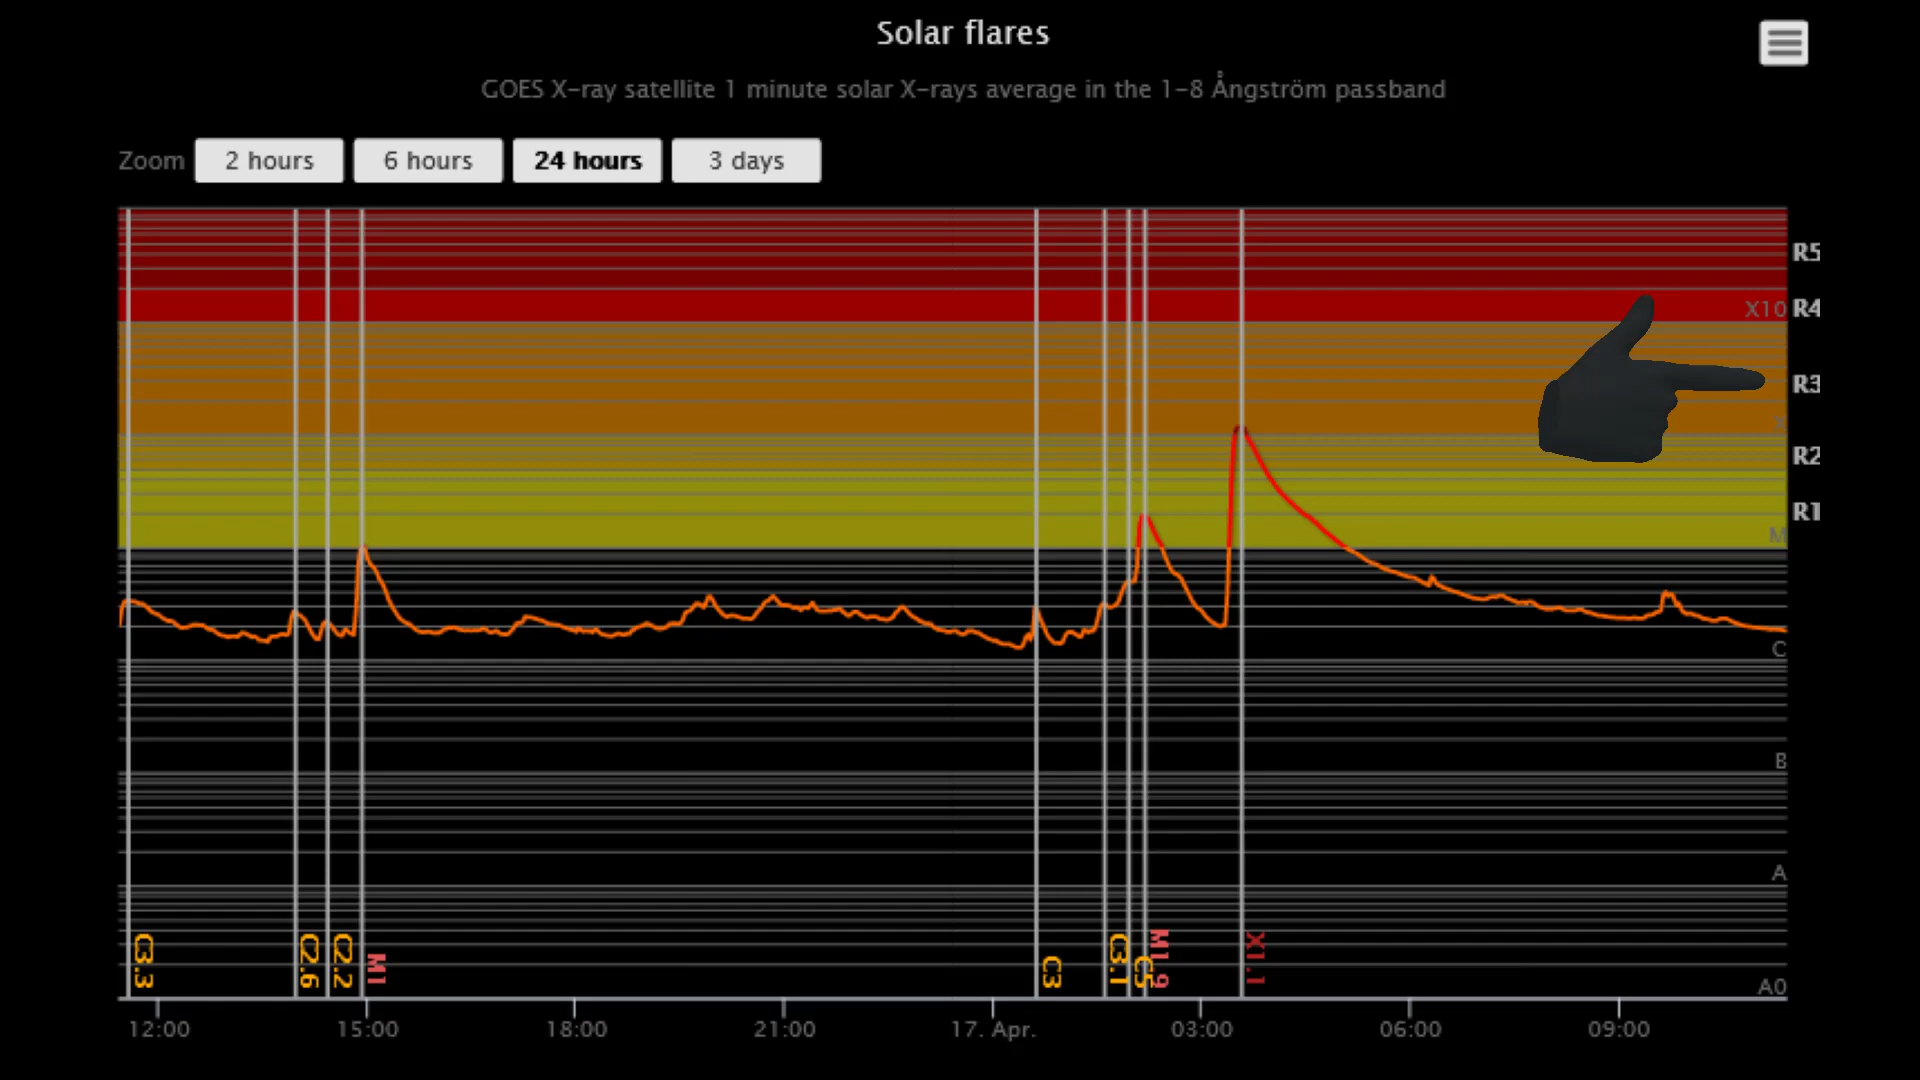 Solar flares
GOES X-ray satellite 1 minute solar X-rays average in the 1-8 Ångström passband
Zoom 2 hours 6 hours 24 hours 3 days
R5
X10 R4
R3
X
R2
R1
M
C
B
A
A0
C3.3
C2.6
C2.2
M1
C3
C3.1
C5
M1.9
X1.1
12:00 15:00 18:00 21:00 17. Apr. 03:00 06:00 09:00